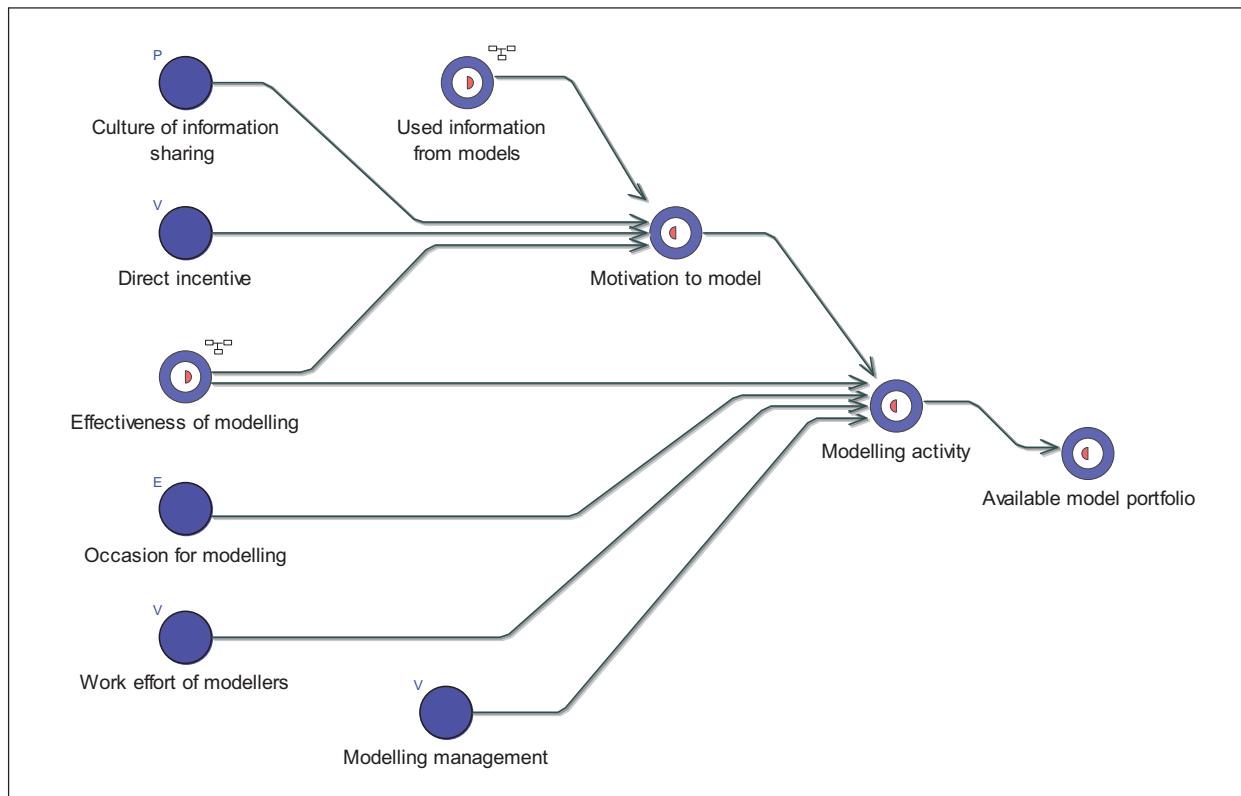 P
Culture of information
sharing
Used information
from models
V
Direct incentive
Motivation to model
Effectiveness of modelling
Modelling activity
Available model portfolio
E
Occasion for modelling
V
Work effort of modellers
V
Modelling management